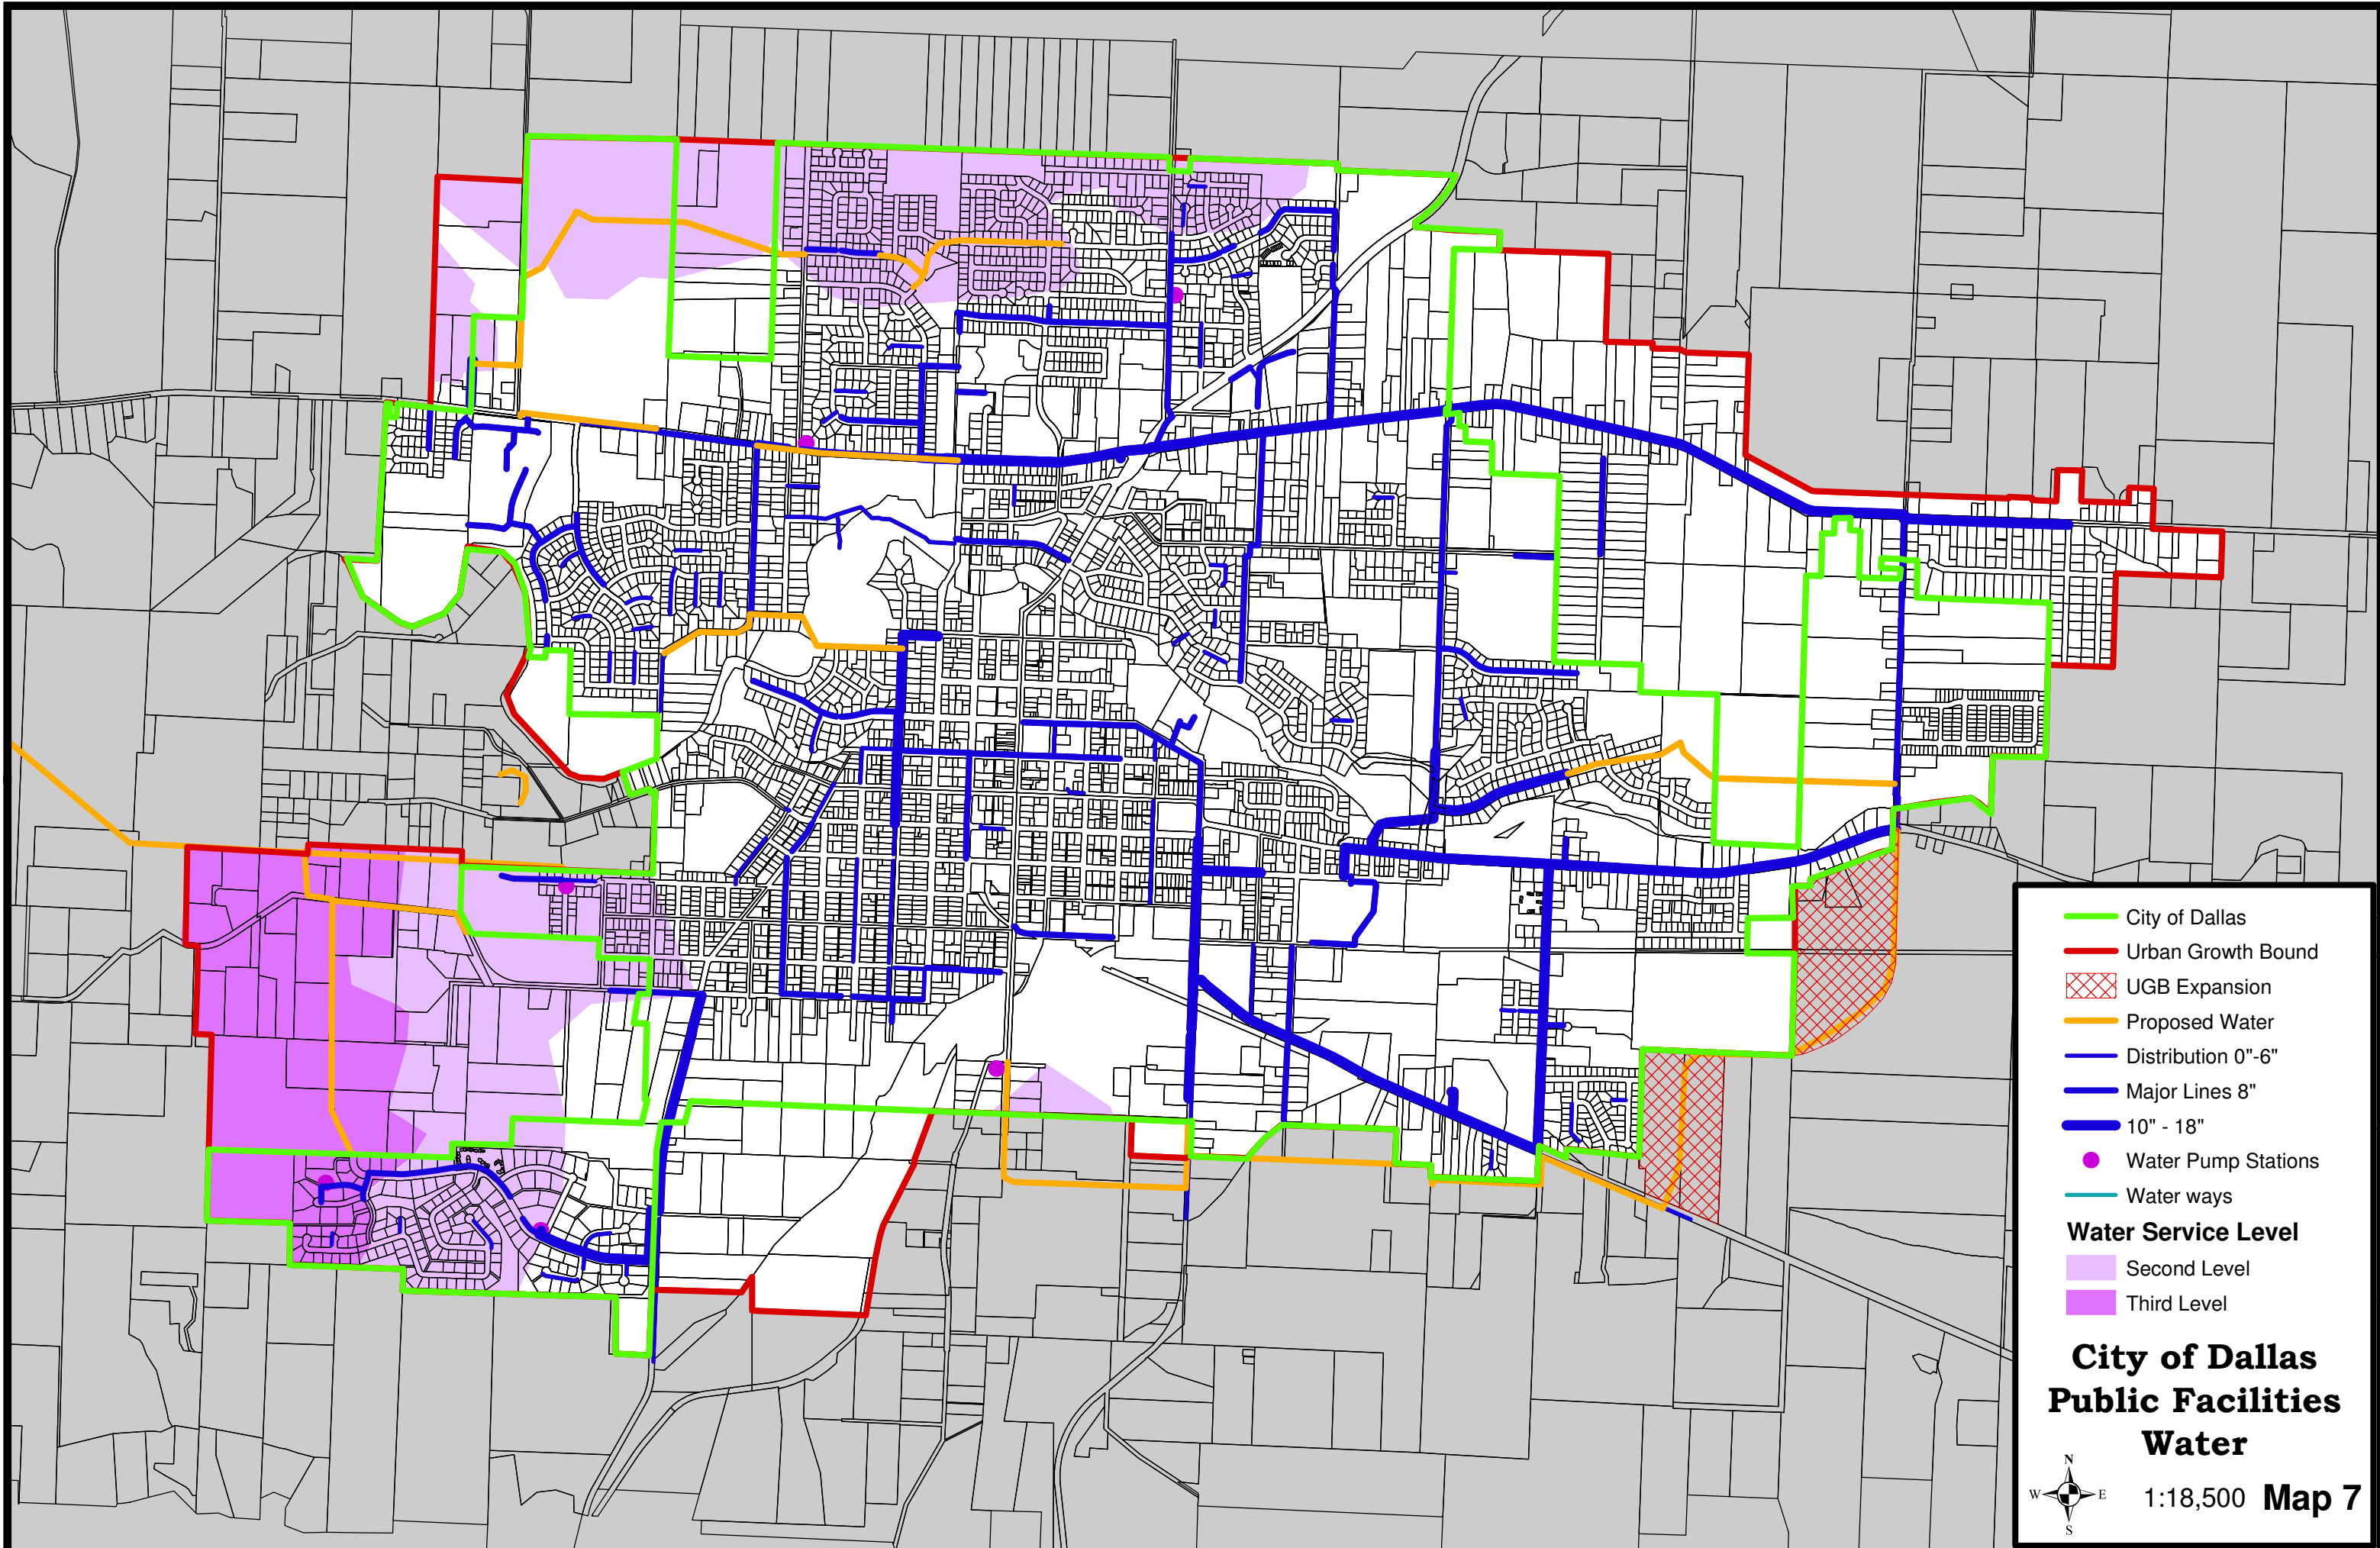 City of Dallas
Urban Growth Bound
UGB Expansion
Proposed Water
Distribution 0"-6"
Major Lines 8"
10" - 18"
Water Pump Stations
Water ways
Water Service Level
Second Level
Third Level
City of Dallas
Public Facilities
Water
N
W E
S
1:18,500 Map 7